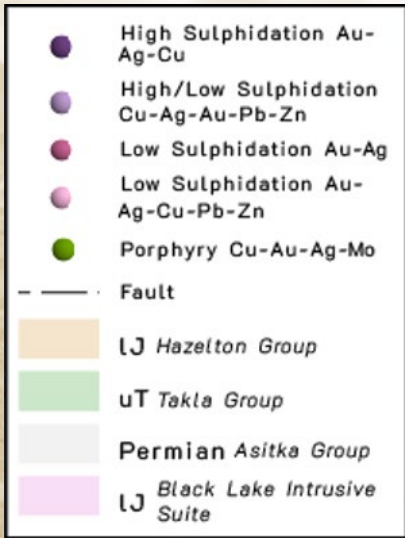 High Sulphidation Au-
Ag-Cu
High/Low Sulphidation
Cu-Ag-Au-Pb-Zn
Low Sulphidation Au-Ag
Low Sulphidation Au-
Ag-Cu-Pb-Zn
Porphyry Cu-Au-Ag-Mo
Fault
lJ Hazelton Group
uT Takla Group
Permian Asitka Group
lJ Black Lake Intrusive
Suite